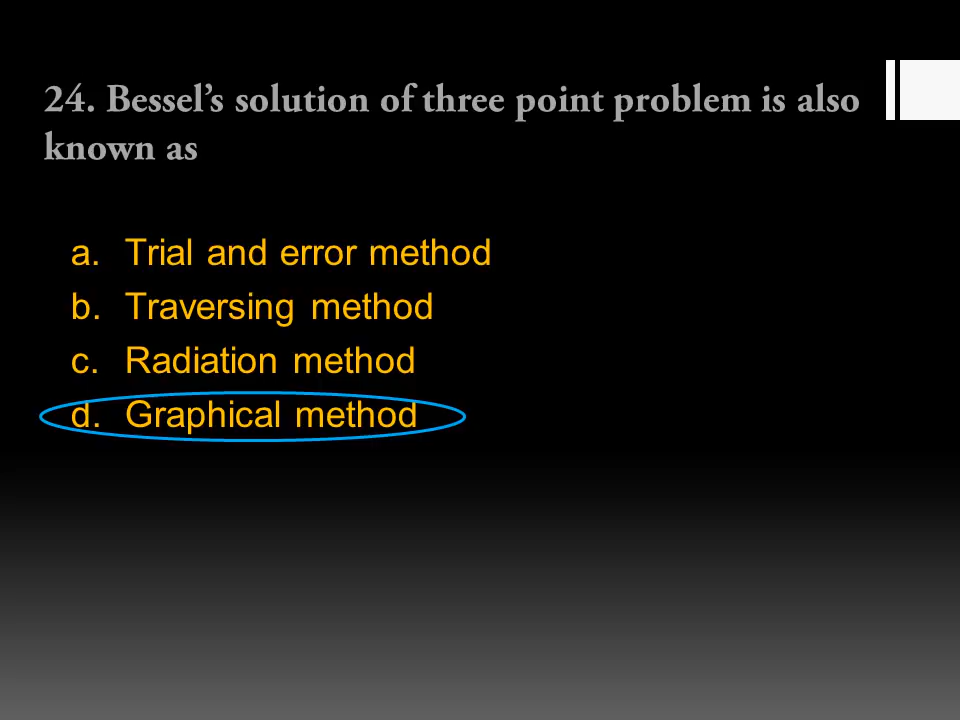 24. Bessel’s solution of three point problem is also
known as
a. Trial and error method
b. Traversing method
c. Radiation method
d. Graphical method